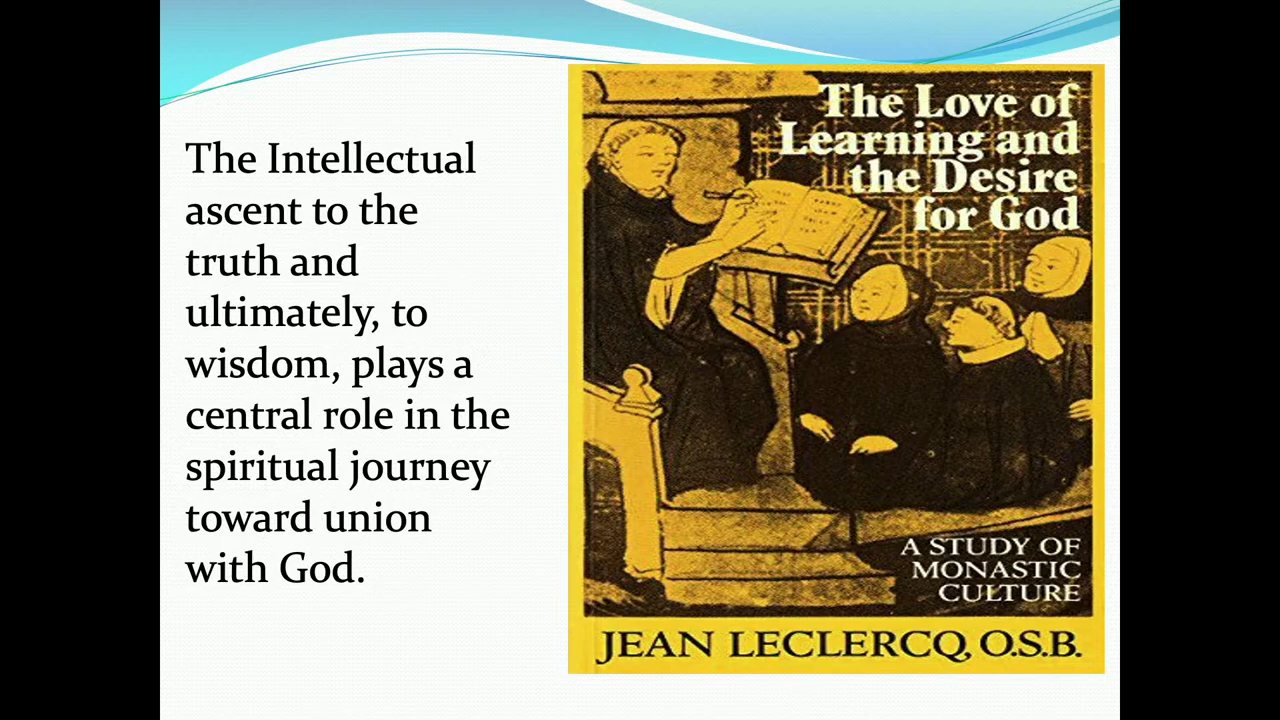 The Intellectual
ascent to the
truth and
ultimately, to
wisdom, plays a
central role in the
spiritual journey
toward union
with God.
The Love of
Learning and
the Desire
for God
A STUDY OF
MONASTIC
CULTURE
JEAN LECLERCQ, O.S.B.